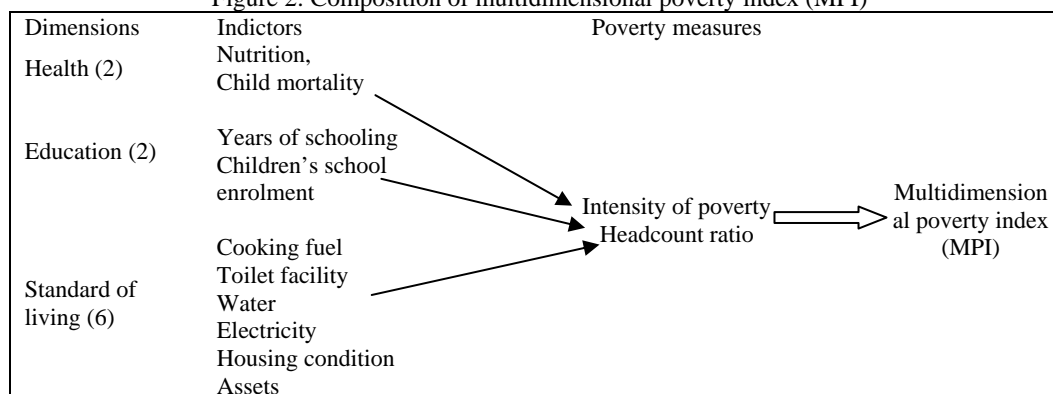 Figure 2. Composition of multidimensional poverty index (MPI)
Dimensions Indictors Poverty measures
Health (2)
Nutrition,
Child mortality
Education (2)
Years of schooling
Children's school
enrolment
Standard of
living (6)
Cooking fuel
Toilet facility
Water
Electricity
Housing condition
Assets
Intensity of poverty
Headcount ratio
Multidimension
al poverty index
(MPI)